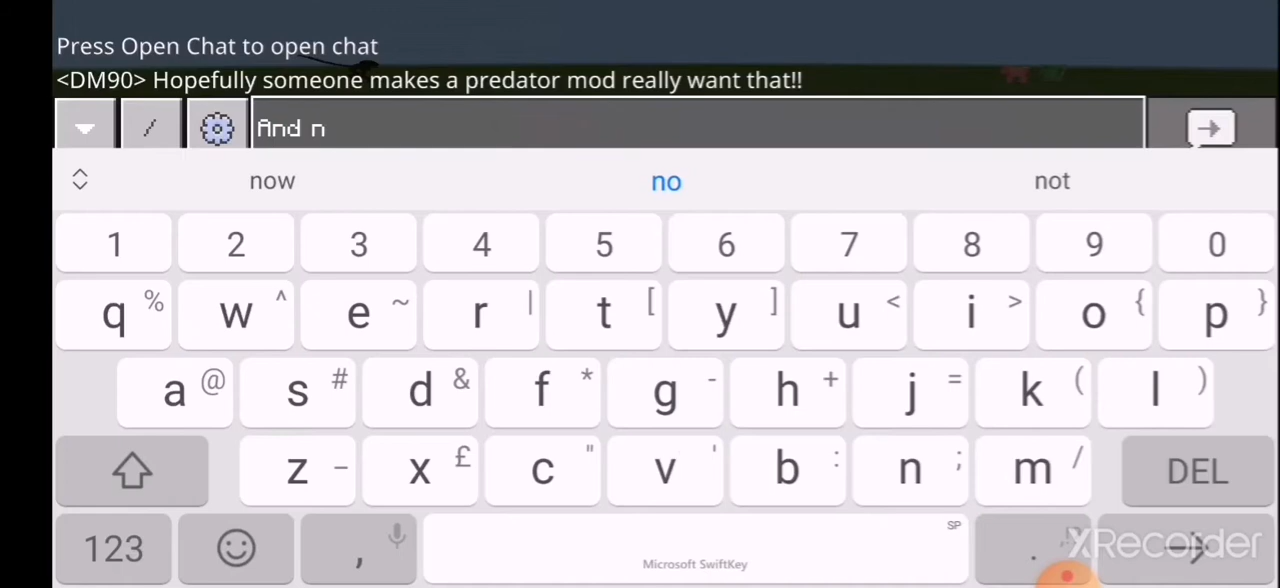 Press Open Chat to open chat
<DM90> Hopefully someone makes a predator mod really want that!!
/ And n
now no not
1 2 3 4 5 6 7 8 9 0
q % w ^ e ~ r | t [ y ] u < i > o { p }
a @ s # d & f * g - h + j = k ( l )
z – x £ c " v ' b : n ; m / DEL
SP
123 , Microsoft SwiftKey .
XRecorder